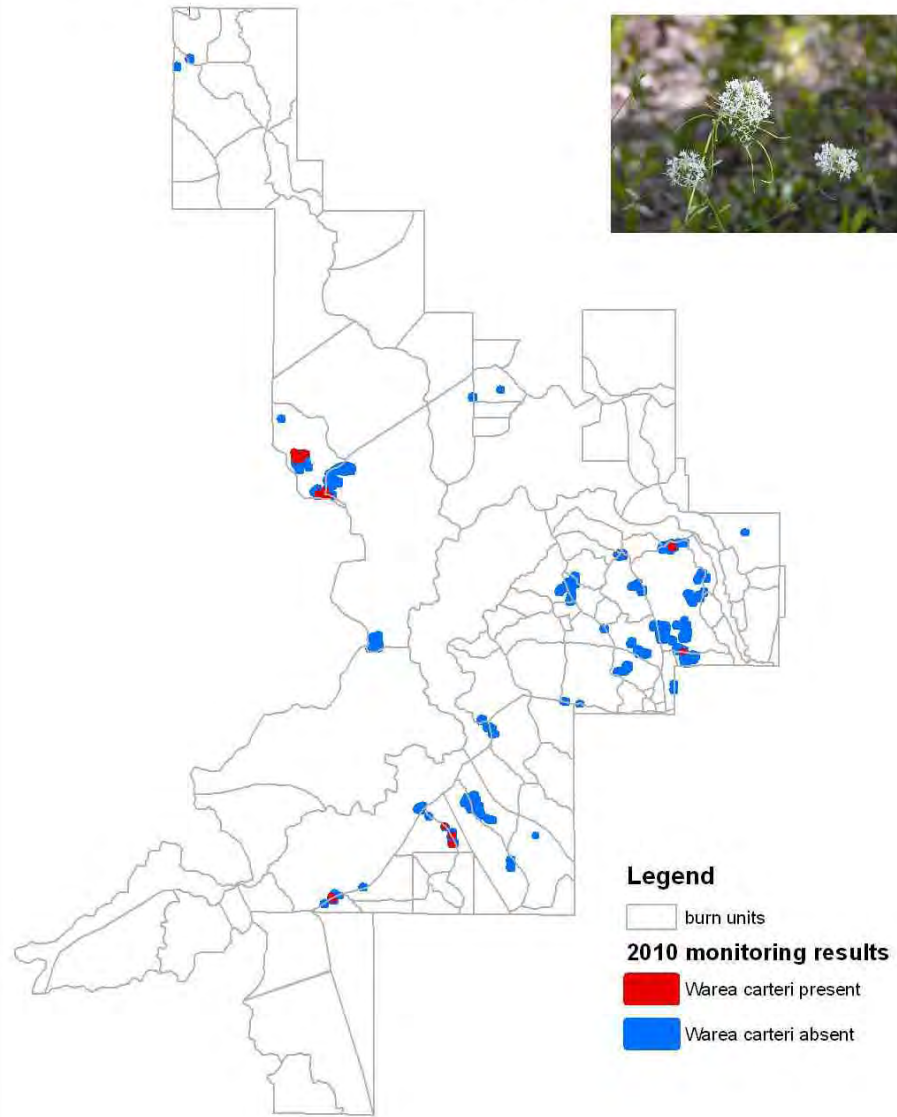 Legend
burn units
2010 monitoring results
Warea carteri present
Warea carteri absent